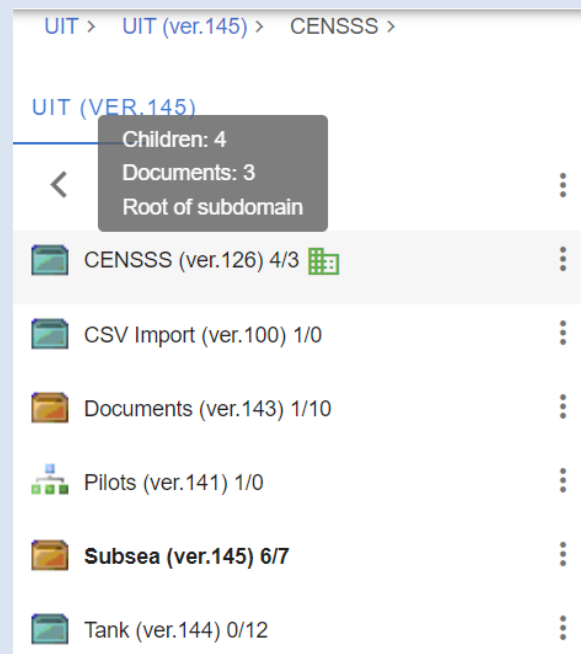 UIT > UIT (ver.145) > CENSSS >
UIT (VER.145)
Children: 4
Documents: 3
Root of subdomain
CENSSS (ver.126) 4/3
CSV Import (ver.100) 1/0
Documents (ver.143) 1/10
Pilots (ver.141) 1/0
Subsea (ver.145) 6/7
Tank (ver.144) 0/12